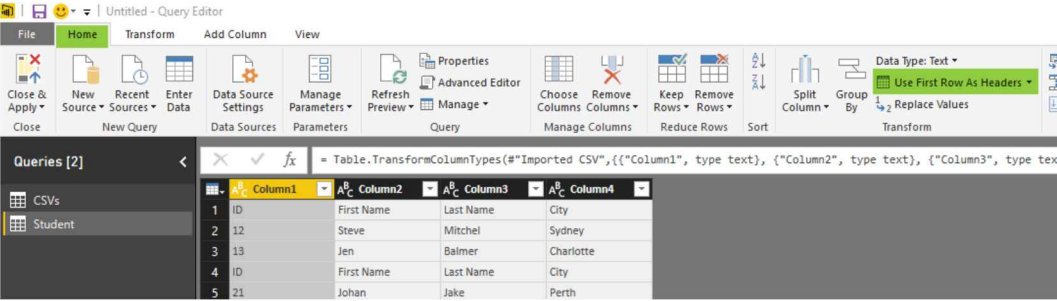 Untitled - Query Editor
File Home Transform Add Column View
Close & Apply
New Source
Recent Sources
Enter Data
Data Source Settings
Manage Parameters
Refresh Preview
Properties
Advanced Editor
Manage
Choose Columns
Remove Columns
Keep Rows
Remove Rows
Split Column
Group By
Data Type: Text
Use First Row As Headers
Replace Values
Close New Query Data Sources Parameters Query Manage Columns Reduce Rows Sort Transform
Queries [2]
fx = Table.TransformColumnTypes(#"Imported CSV",{{"Column1", type text}, {"Column2", type text}, {"Column3", type tex
CSVs
Student
Column1 Column2 Column3 Column4
1 ID First Name Last Name City
2 12 Steve Mitchel Sydney
3 13 Jen Balmer Charlotte
4 ID First Name Last Name City
5 21 Johan Jake Perth